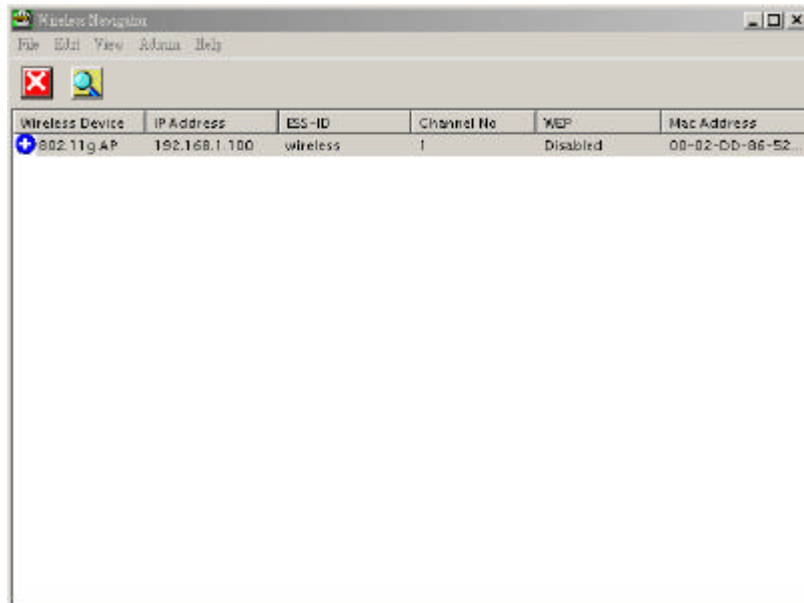 Wireless Navigator
File Edit View Admin Help
Wireless Device IP Address ESS-ID Channel No WEP Mac Address
802.11g AP 192.168.1.100 wireless 1 Disabled 00-02-DD-86-52...